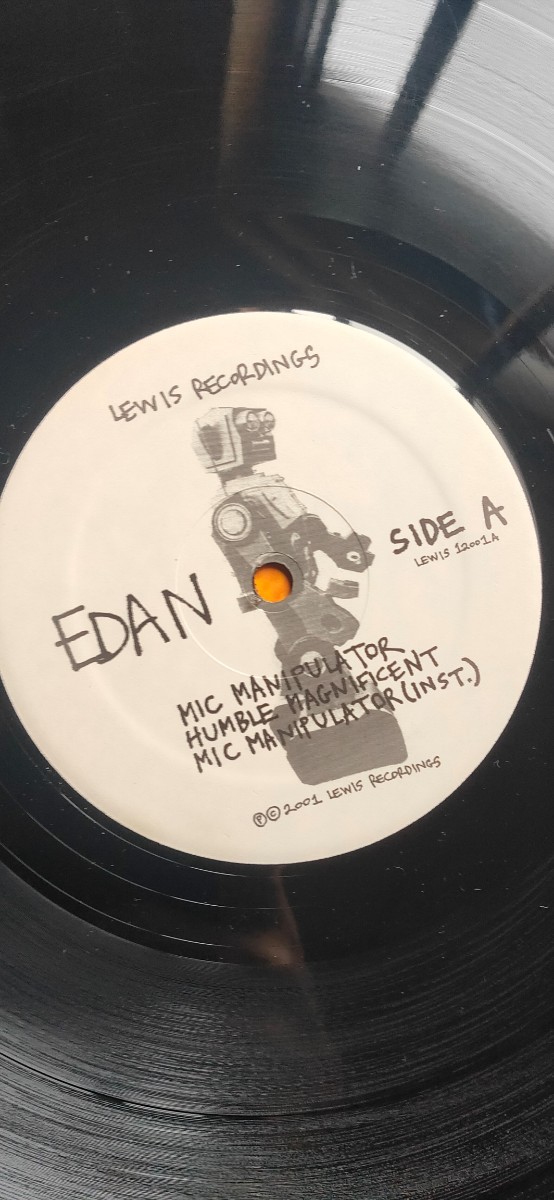 LEWIS RECORDINGS
SIDE A
LEWIS 12001A
EDAN
MIC MANIPULATOR
HUMBLE MAGNIFICENT
MIC MANIPULATOR (INST.)
℗©2001 LEWIS RECORDINGS